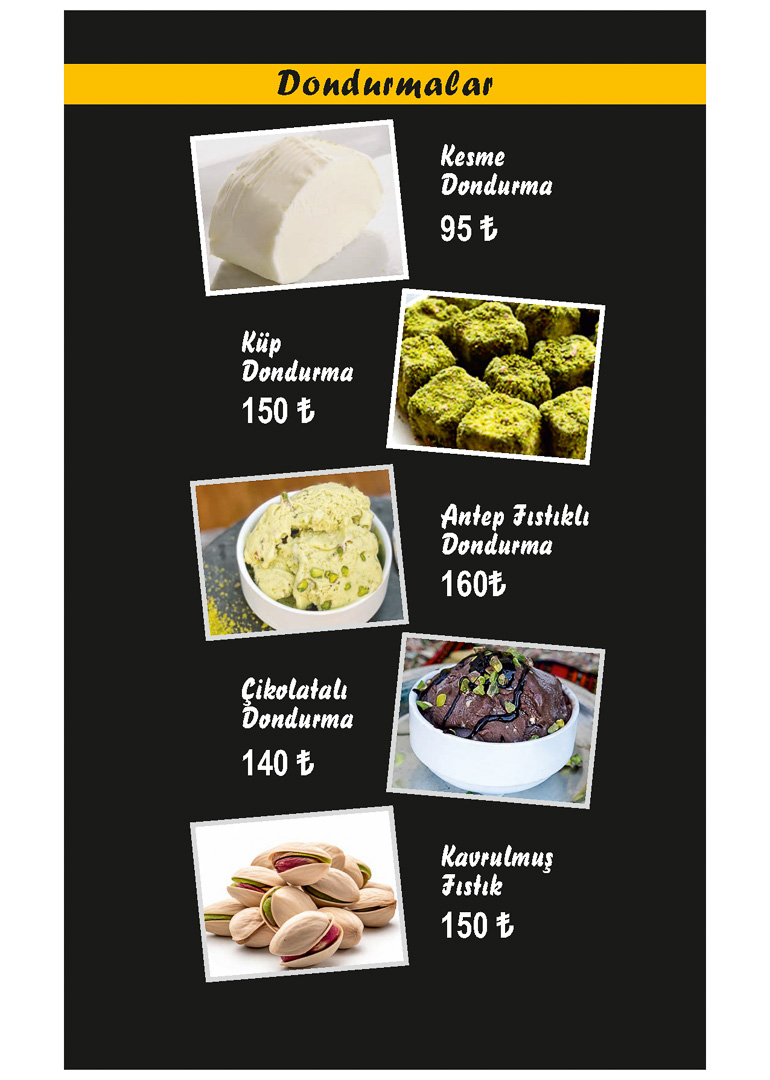 Dondurmalar
Kesme
Dondurma
95 ₺
Küp
Dondurma
150 ₺
Antep Fıstıklı
Dondurma
160₺
Çikolatalı
Dondurma
140 ₺
Kavrulmuş
Fıstık
150 ₺